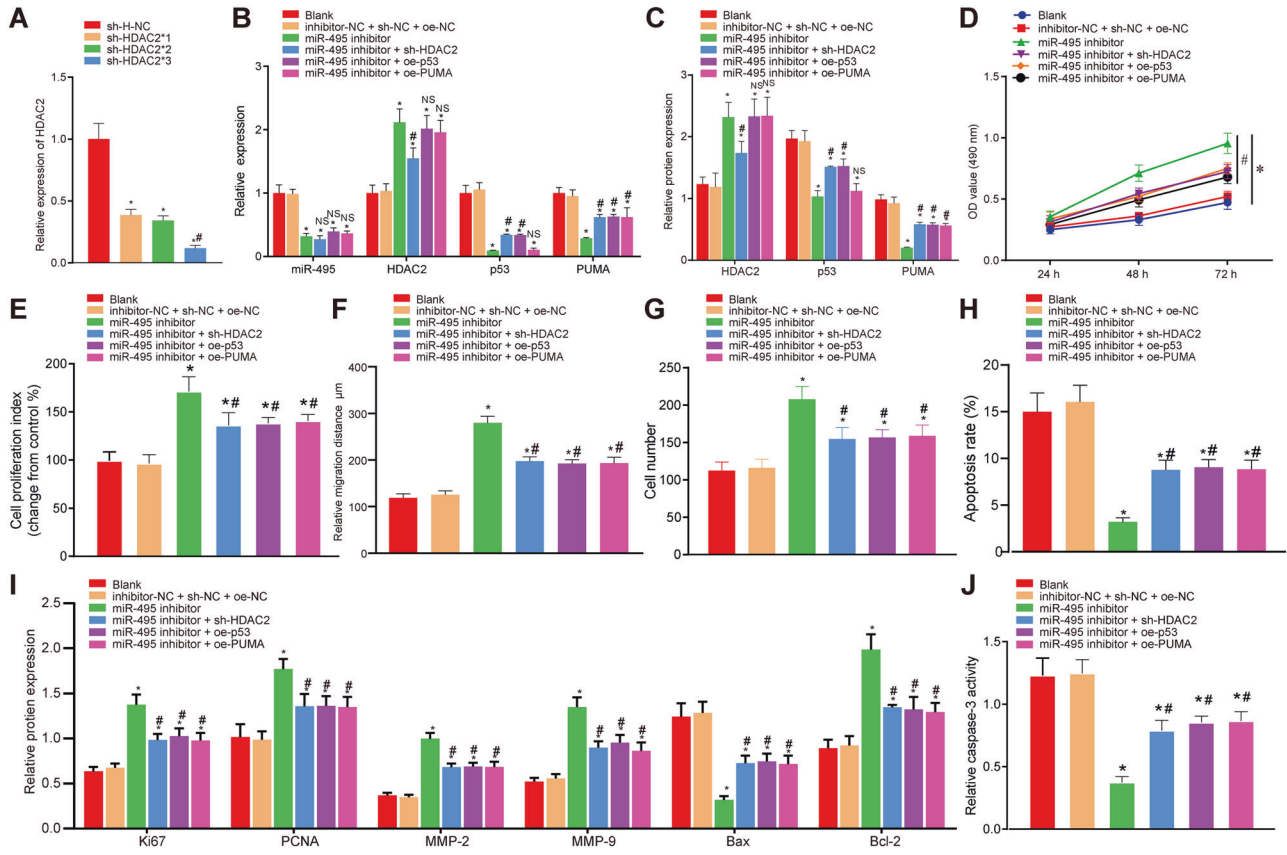 A
sh-H-NC
sh-HDAC2*1
sh-HDAC2*2
sh-HDAC2*3
Relative expression of HDAC2
1.5
1.0
0.5
0.0
*
*
*#
B
Blank
inhibitor-NC + sh-NC + oe-NC
miR-495 inhibitor
miR-495 inhibitor + sh-HDAC2
miR-495 inhibitor + oe-p53
miR-495 inhibitor + oe-PUMA
Relative expression
3
2
1
0
* NS* NS* NS*
* #* NS* NS*
* #* #* NS*
* #* #* #*
miR-495 HDAC2 p53 PUMA
C
Blank
inhibitor-NC + sh-NC + oe-NC
miR-495 inhibitor
miR-495 inhibitor + sh-HDAC2
miR-495 inhibitor + oe-p53
miR-495 inhibitor + oe-PUMA
Relative protien expression
4
3
2
1
0
* #* NS* NS*
* #* #* NS*
* #* #* #*
HDAC2 p53 PUMA
D
Blank
inhibitor-NC + sh-NC + oe-NC
miR-495 inhibitor
miR-495 inhibitor + sh-HDAC2
miR-495 inhibitor + oe-p53
miR-495 inhibitor + oe-PUMA
OD value (490 nm)
1.5
1.0
0.5
0.0
#
*
24 h 48 h 72 h
E
Blank
inhibitor-NC + sh-NC + oe-NC
miR-495 inhibitor
miR-495 inhibitor + sh-HDAC2
miR-495 inhibitor + oe-p53
miR-495 inhibitor + oe-PUMA
Cell proliferation index
(change from control %)
200
150
100
50
0
* *# *# *#
F
Blank
inhibitor-NC + sh-NC + oe-NC
miR-495 inhibitor
miR-495 inhibitor + sh-HDAC2
miR-495 inhibitor + oe-p53
miR-495 inhibitor + oe-PUMA
Relative migration distance μm
400
300
200
100
0
* *# *# *#
G
Blank
inhibitor-NC + sh-NC + oe-NC
miR-495 inhibitor
miR-495 inhibitor + sh-HDAC2
miR-495 inhibitor + oe-p53
miR-495 inhibitor + oe-PUMA
Cell number
250
200
150
100
50
0
* #* #* #*
H
Blank
inhibitor-NC + sh-NC + oe-NC
miR-495 inhibitor
miR-495 inhibitor + sh-HDAC2
miR-495 inhibitor + oe-p53
miR-495 inhibitor + oe-PUMA
Apoptosis rate (%)
20
15
10
5
0
* *# *# *#
I
Blank
inhibitor-NC + sh-NC + oe-NC
miR-495 inhibitor
miR-495 inhibitor + sh-HDAC2
miR-495 inhibitor + oe-p53
miR-495 inhibitor + oe-PUMA
Relative protien expression
2.5
2.0
1.5
1.0
0.5
0.0
* #* #* #*
* #* #* #*
* #* #* #*
* #* #* #*
* #* #* #*
* #* #* #*
Ki67 PCNA MMP-2 MMP-9 Bax Bcl-2
J
Blank
inhibitor-NC + sh-NC + oe-NC
miR-495 inhibitor
miR-495 inhibitor + sh-HDAC2
miR-495 inhibitor + oe-p53
miR-495 inhibitor + oe-PUMA
Relative caspase-3 activity
1.5
1.0
0.5
0.0
* *# *# *#